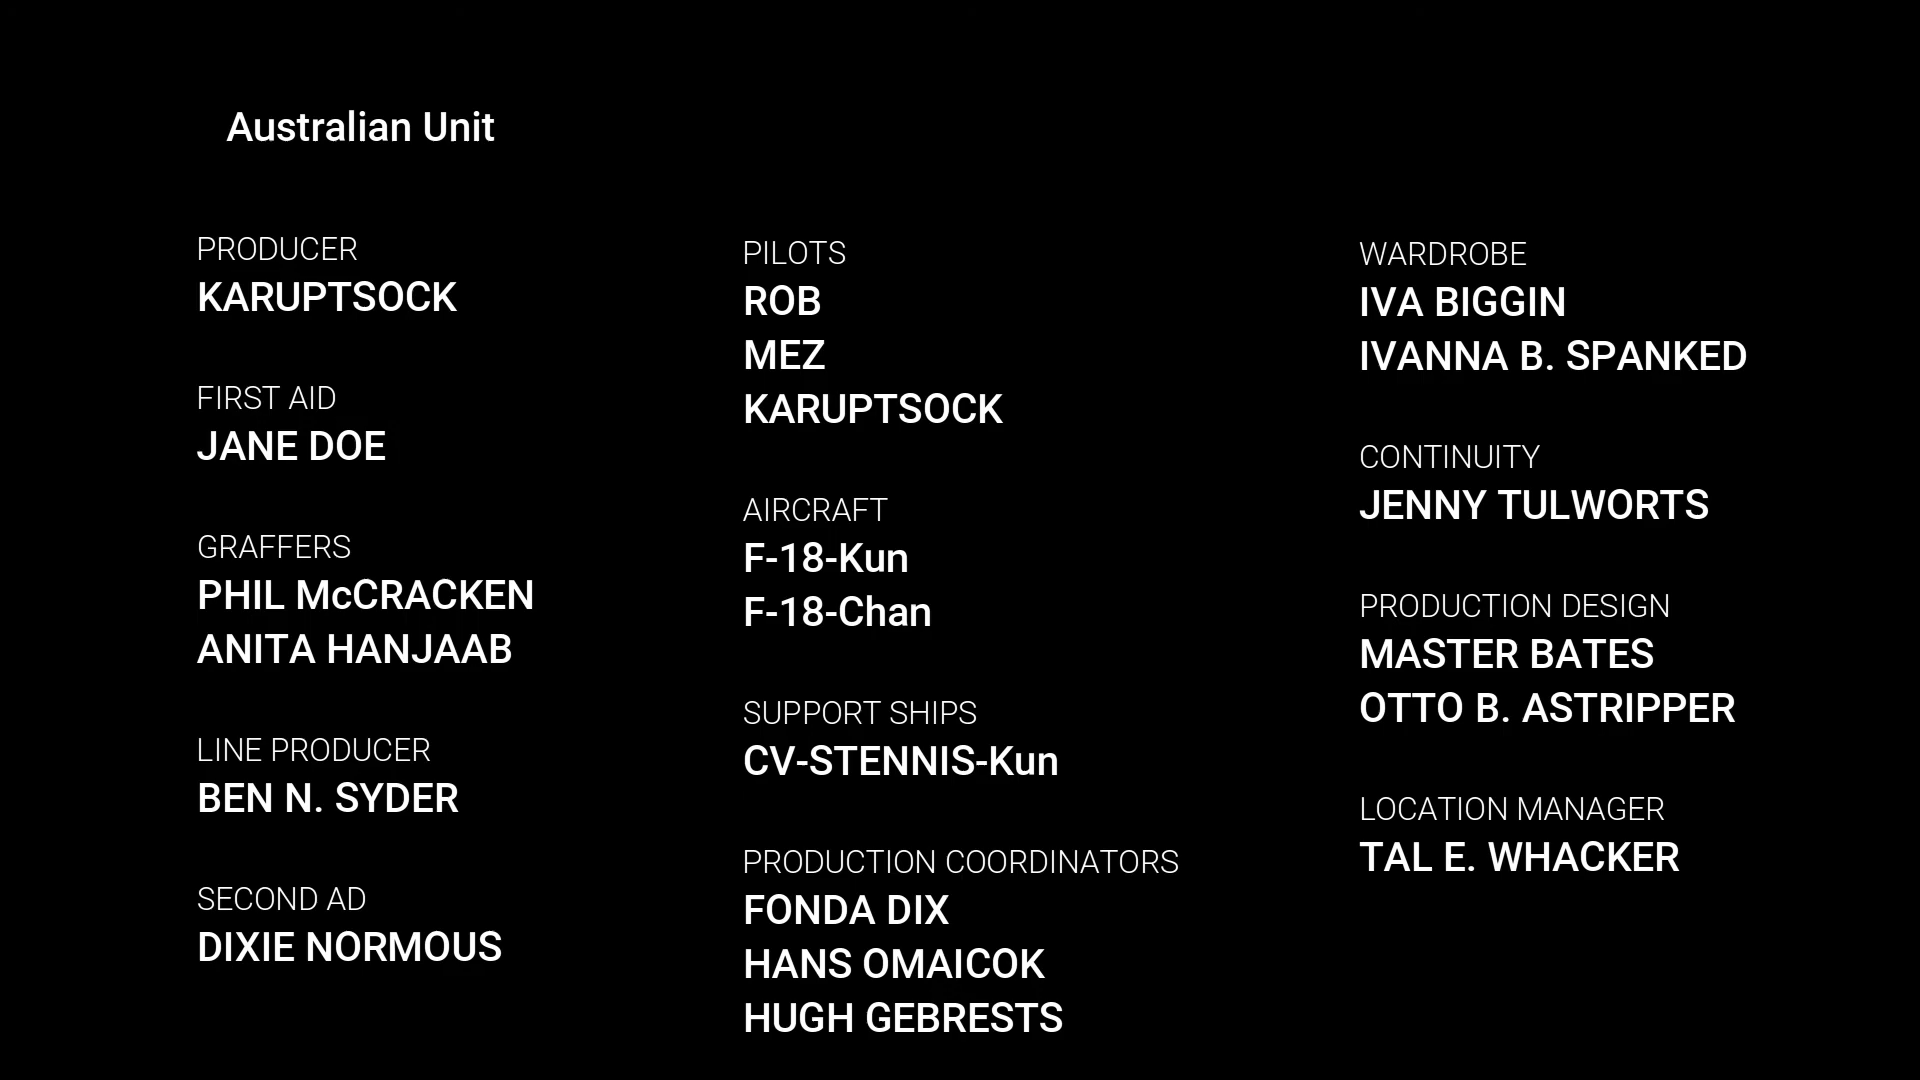 Australian Unit
PRODUCER
KARUPTSOCK
FIRST AID
JANE DOE
GRAFFERS
PHIL McCRACKEN
ANITA HANJAAB
LINE PRODUCER
BEN N. SYDER
SECOND AD
DIXIE NORMOUS
PILOTS
ROB
MEZ
KARUPTSOCK
AIRCRAFT
F-18-Kun
F-18-Chan
SUPPORT SHIPS
CV-STENNIS-Kun
PRODUCTION COORDINATORS
FONDA DIX
HANS OMAICOK
HUGH GEBRESTS
WARDROBE
IVA BIGGIN
IVANNA B. SPANKED
CONTINUITY
JENNY TULWORTS
PRODUCTION DESIGN
MASTER BATES
OTTO B. ASTRIPPER
LOCATION MANAGER
TAL E. WHACKER